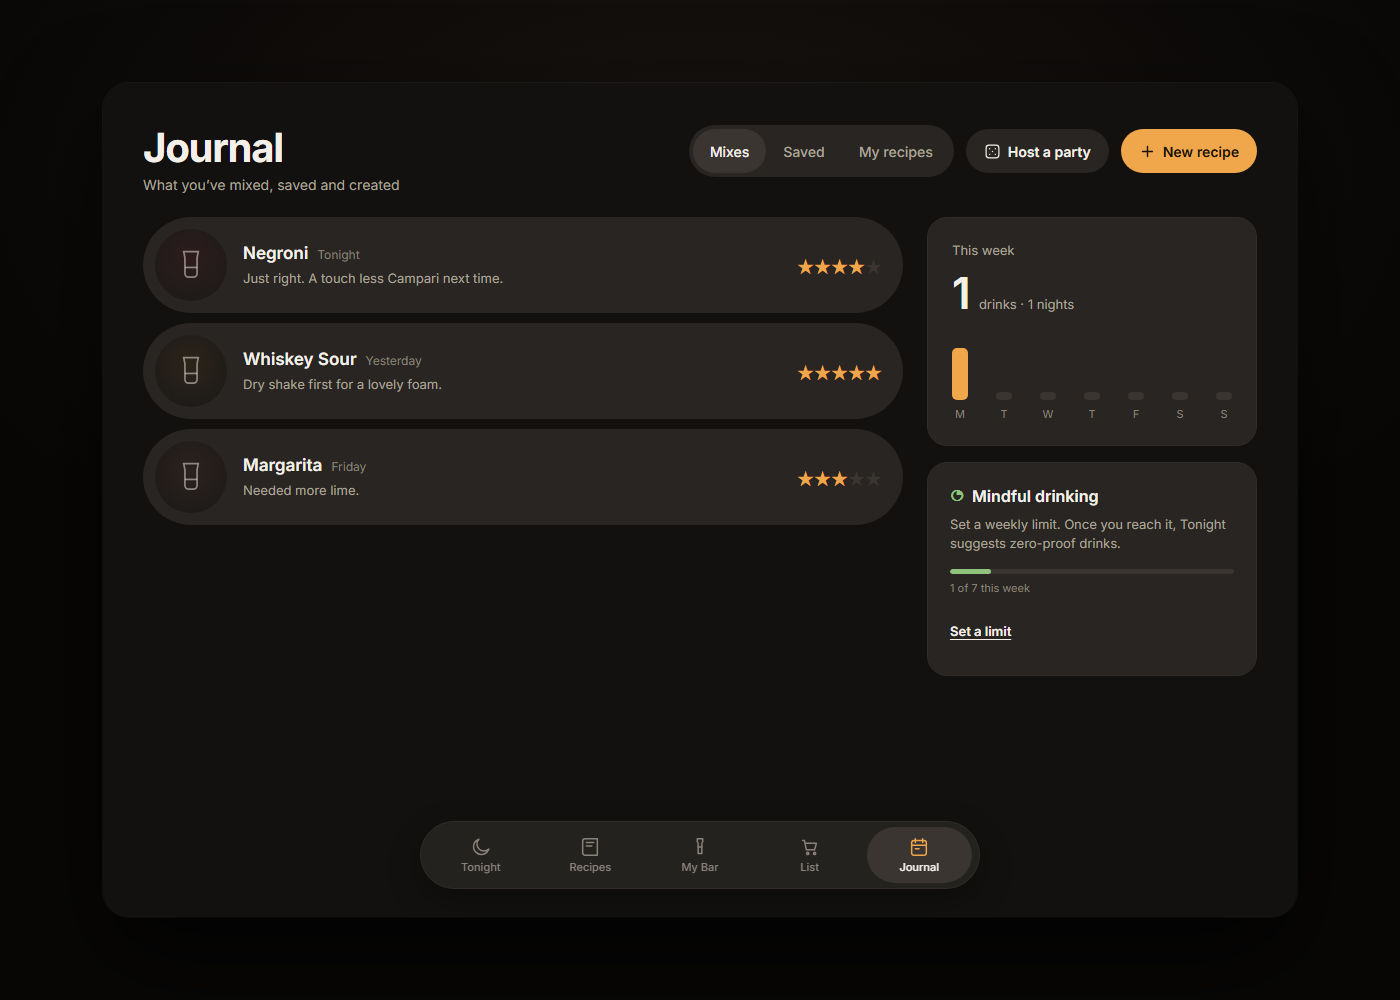 Journal
What you’ve mixed, saved and created
Mixes
Saved
My recipes
Host a party
New recipe
Negroni Tonight
Just right. A touch less Campari next time.
Whiskey Sour Yesterday
Dry shake first for a lovely foam.
Margarita Friday
Needed more lime.
This week
1 drinks · 1 nights
M T W T F S S
Mindful drinking
Set a weekly limit. Once you reach it, Tonight
suggests zero-proof drinks.
1 of 7 this week
Set a limit
Tonight
Recipes
My Bar
List
Journal